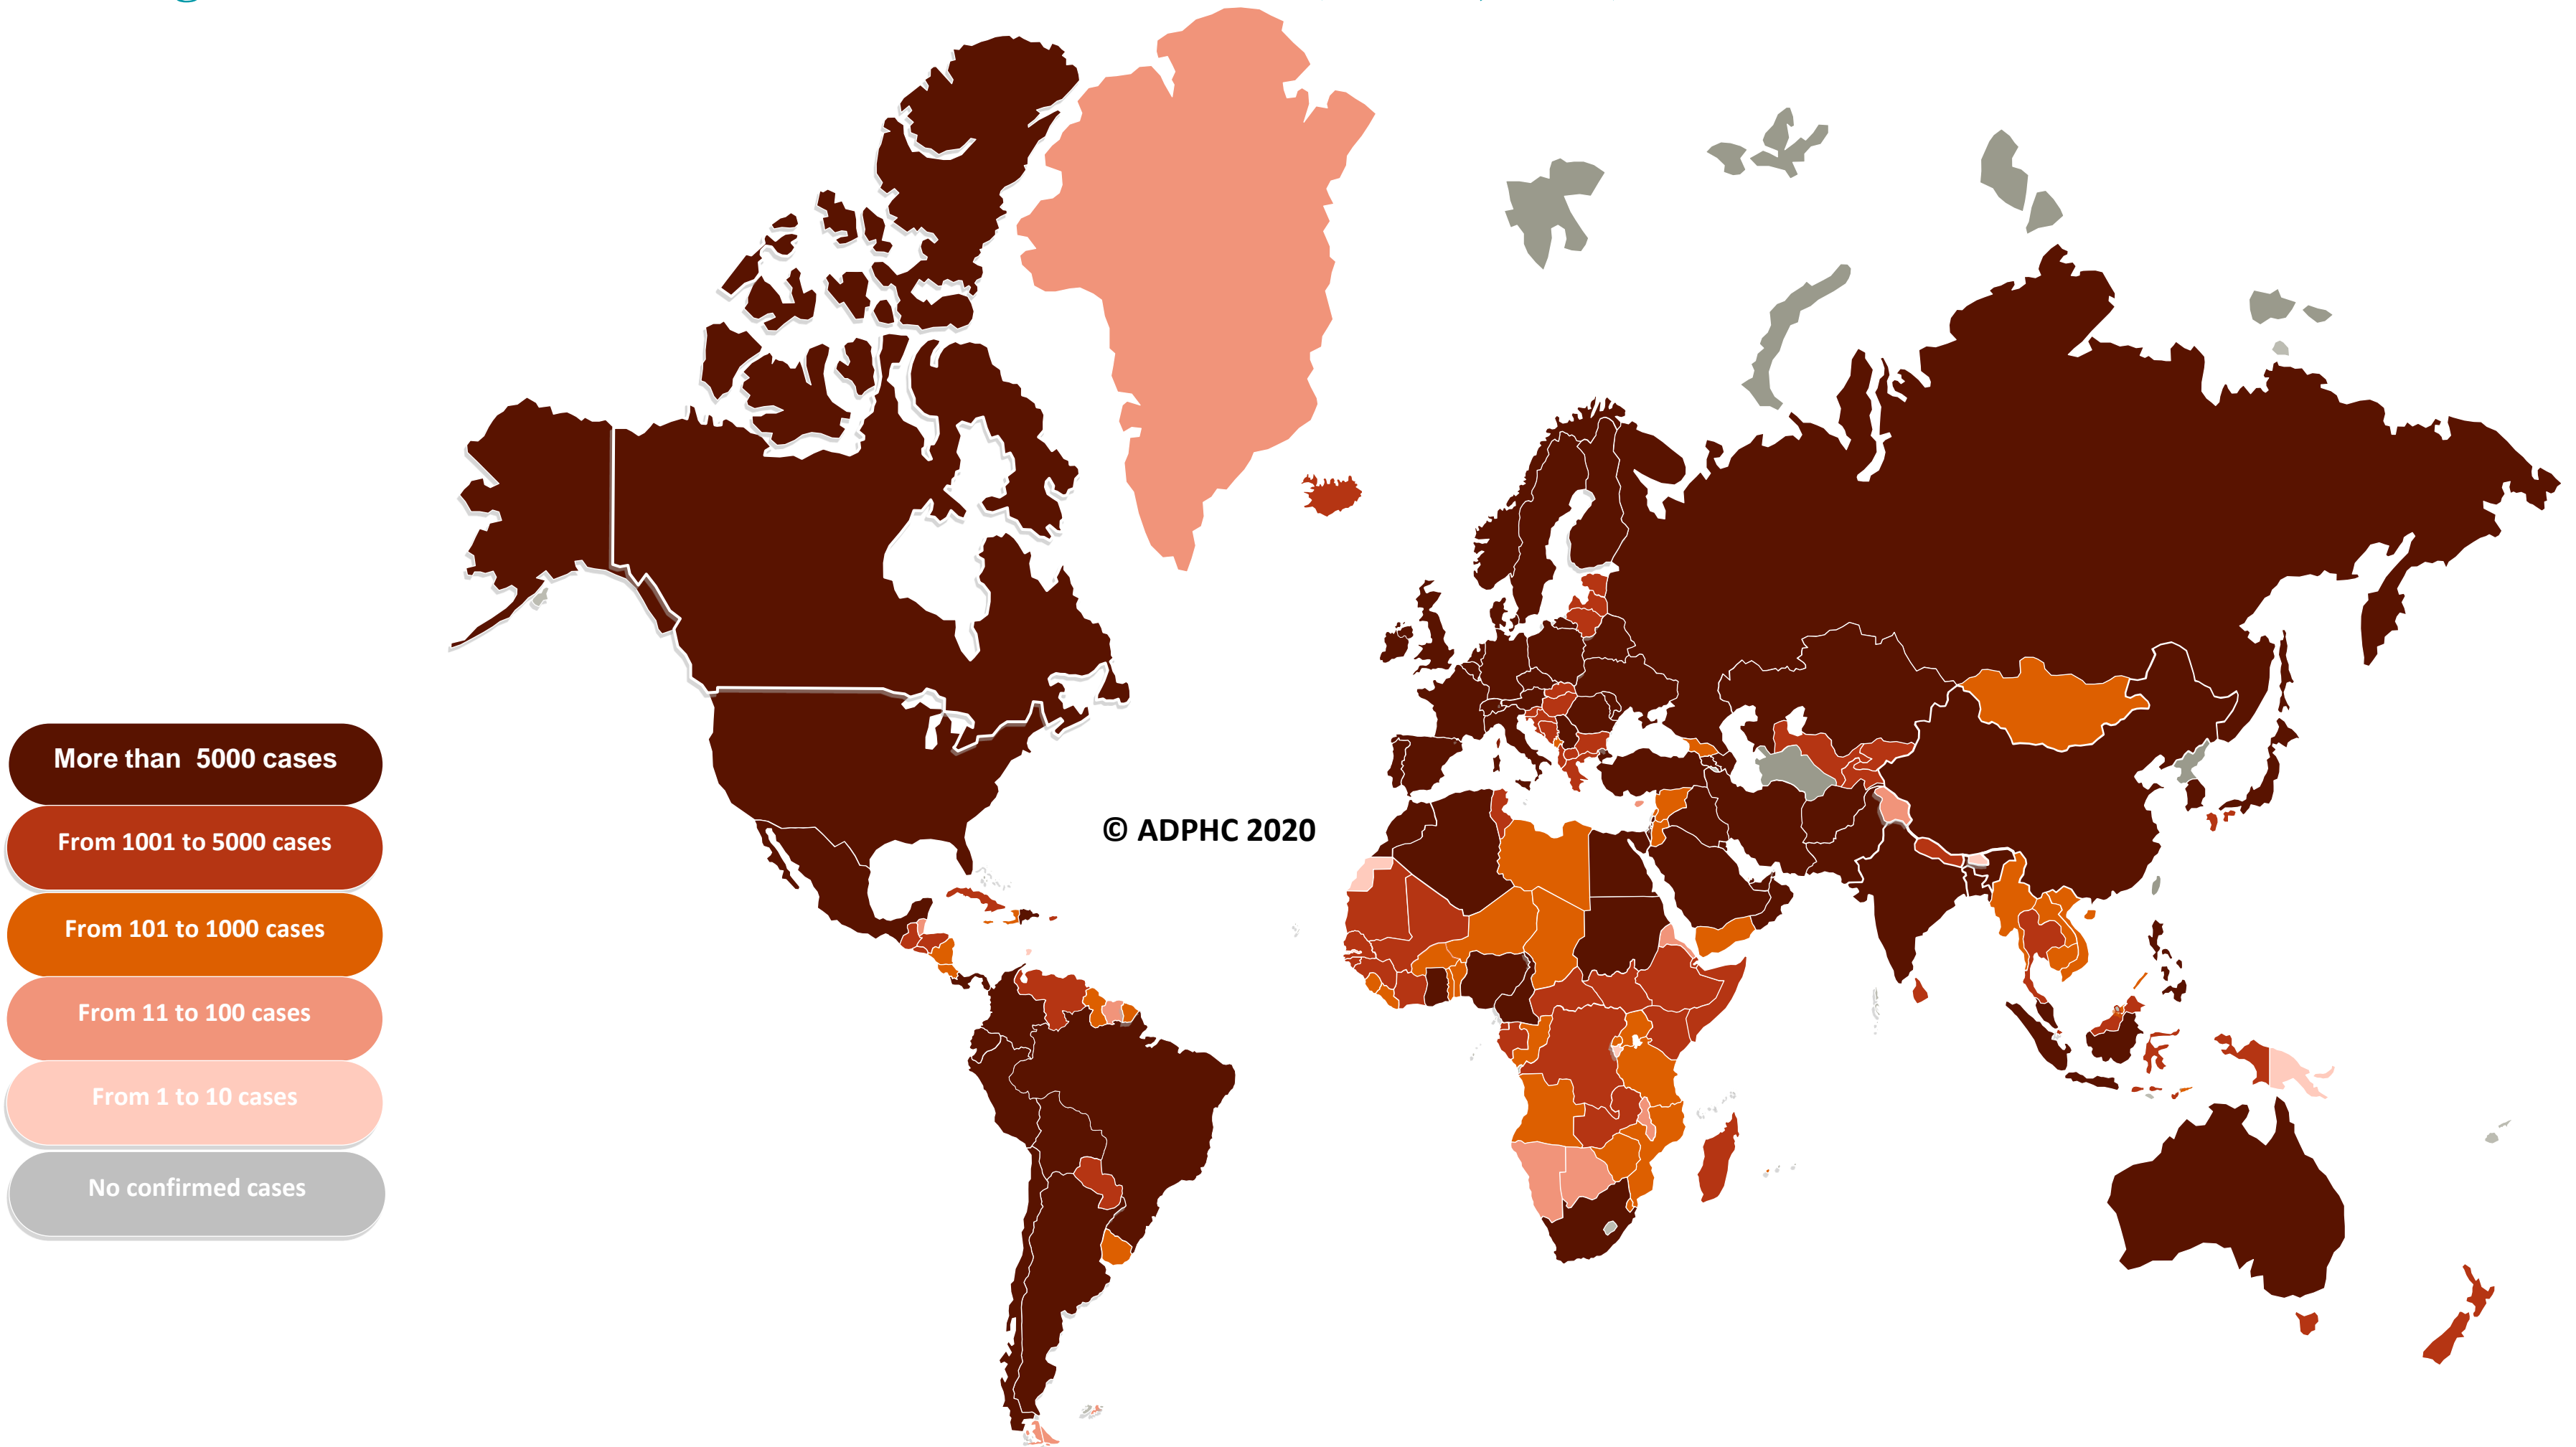 More than 5000 cases
From 1001 to 5000 cases
© ADPHC 2020
From 101 to 1000 cases
From 11 to 100 cases
From 1 to 10 cases
No confirmed cases